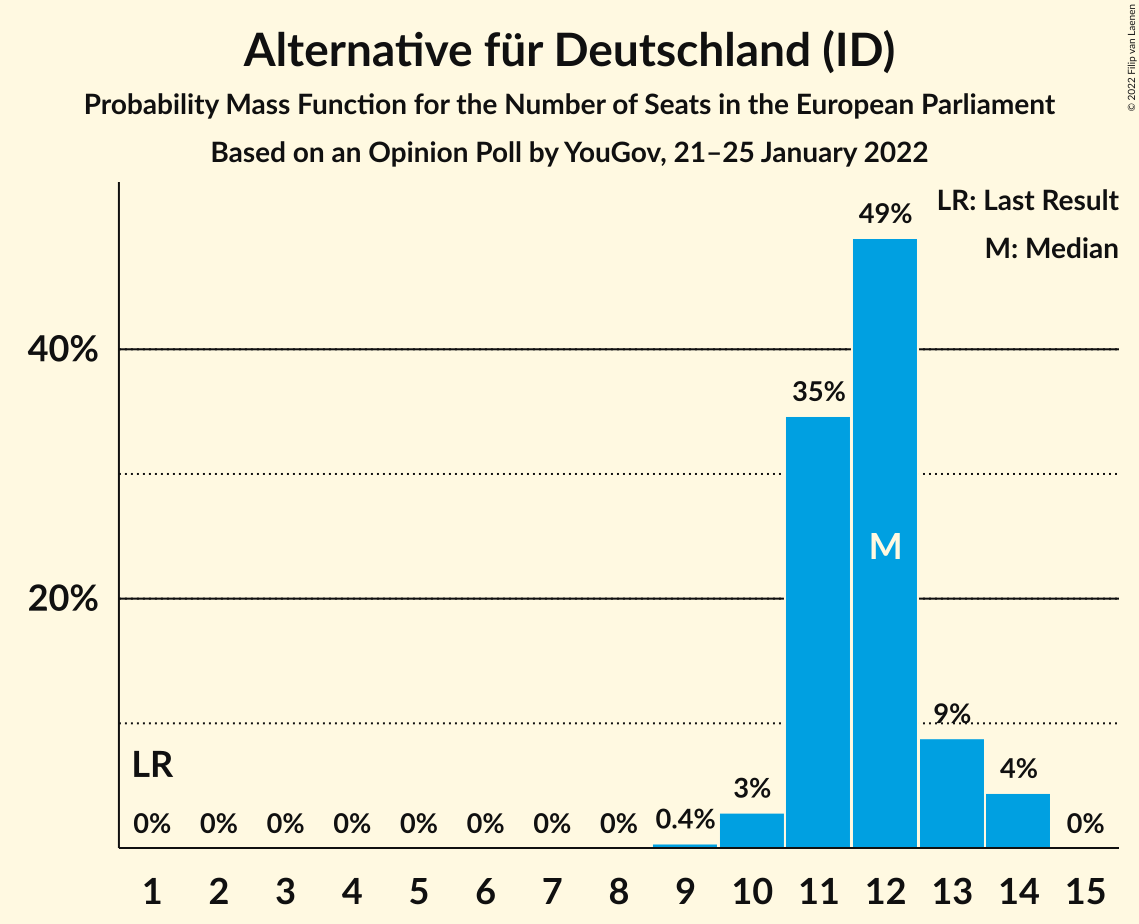 Alternative für Deutschland (ID)
Probability Mass Function for the Number of Seats in the European Parliament
Based on an Opinion Poll by YouGov, 21–25 January 2022
© 2022 Filip van Laenen
LR: Last Result
M: Median
49%
40%
35%
M
20%
9%
LR
4%
3%
0% 0% 0% 0% 0% 0% 0% 0% 0.4% 0%
1 2 3 4 5 6 7 8 9 10 11 12 13 14 15